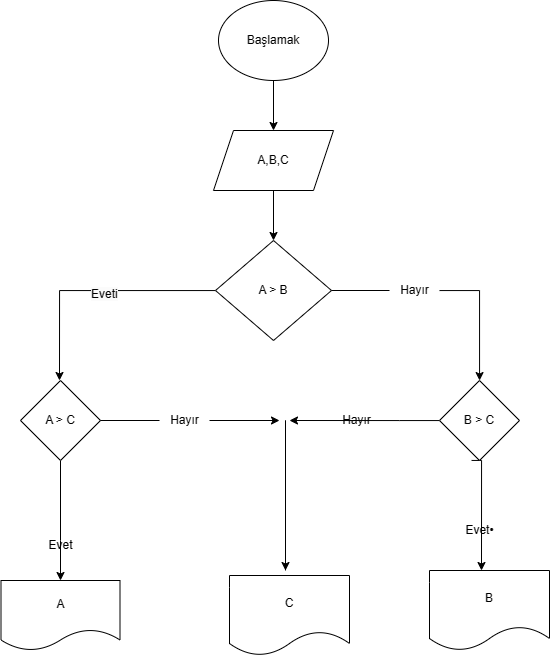 Başlamak
A,B,C
A > B
Eveti
Hayır
A > C
Hayır
Hayır
B > C
Evet
Evet•
A
C
B